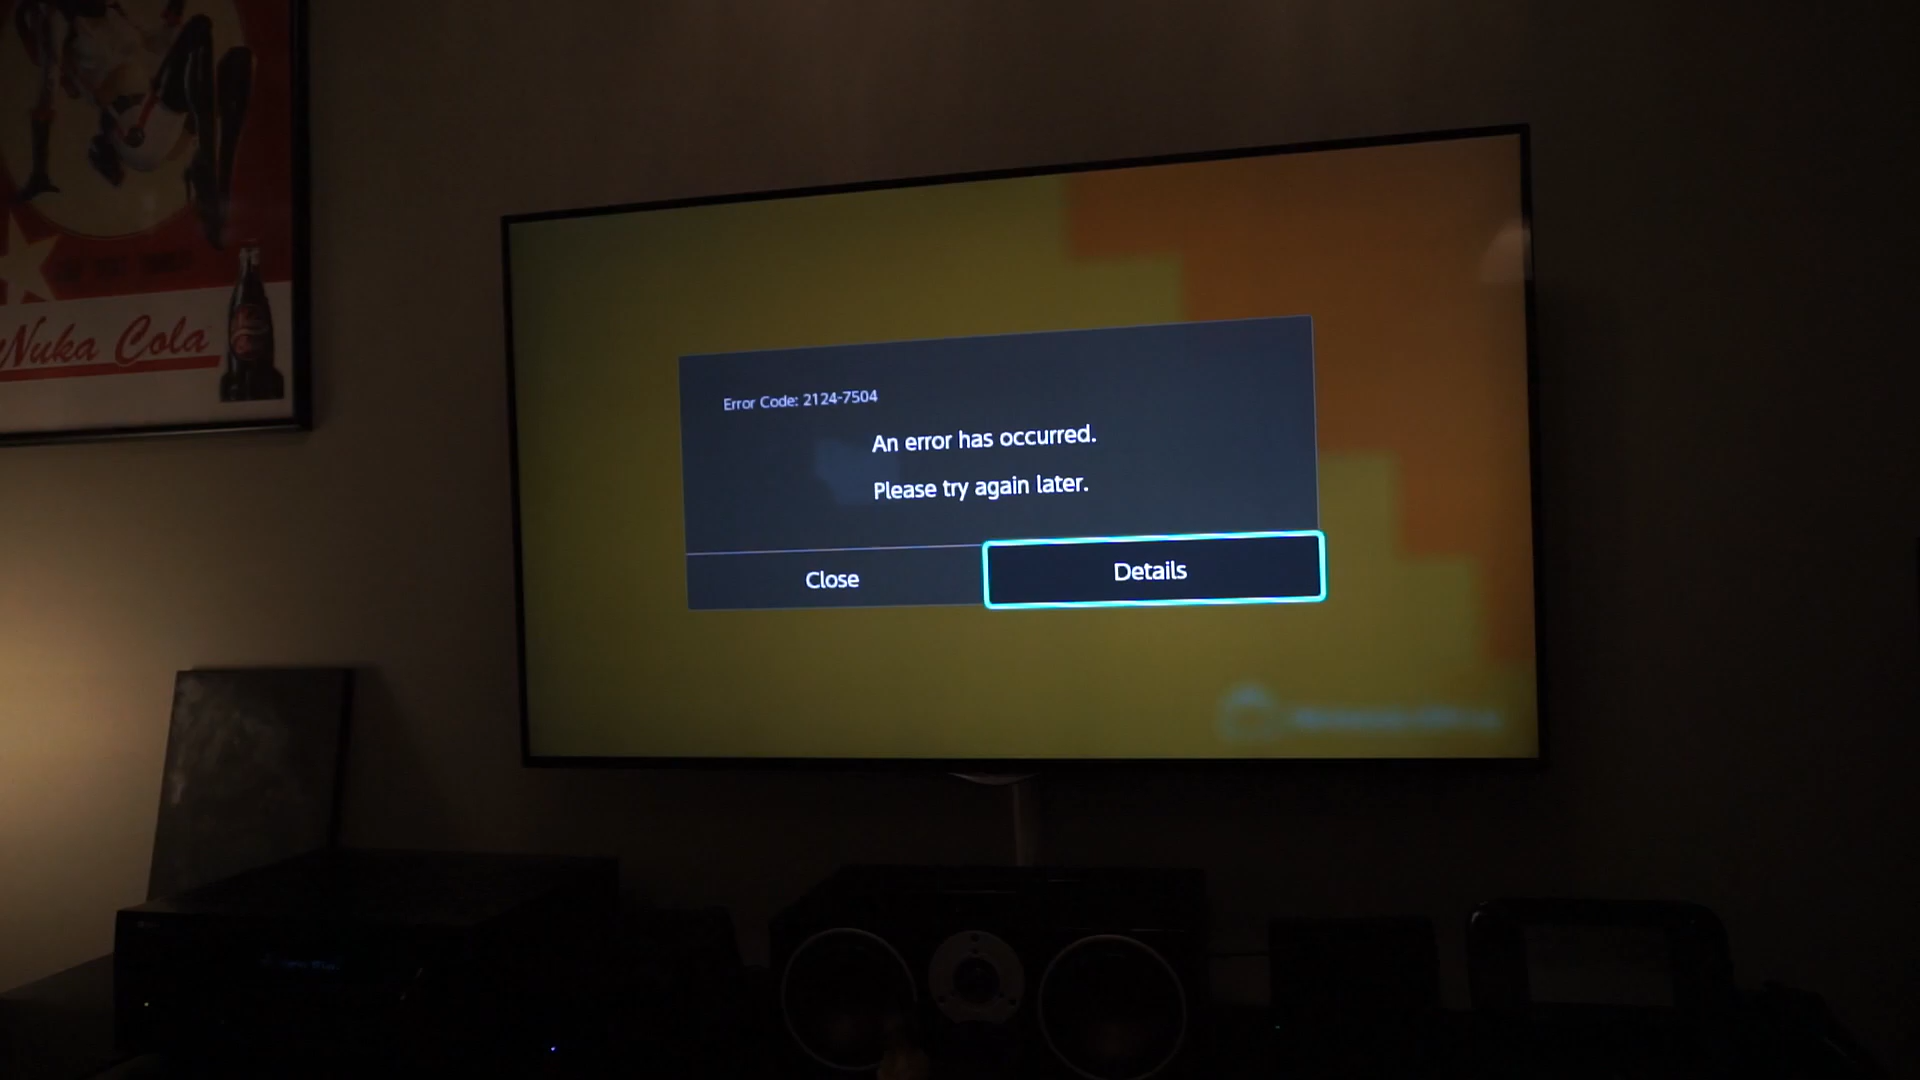 Nuka Cola
Error Code: 2124-7504
An error has occurred.
Please try again later.
Close
Details